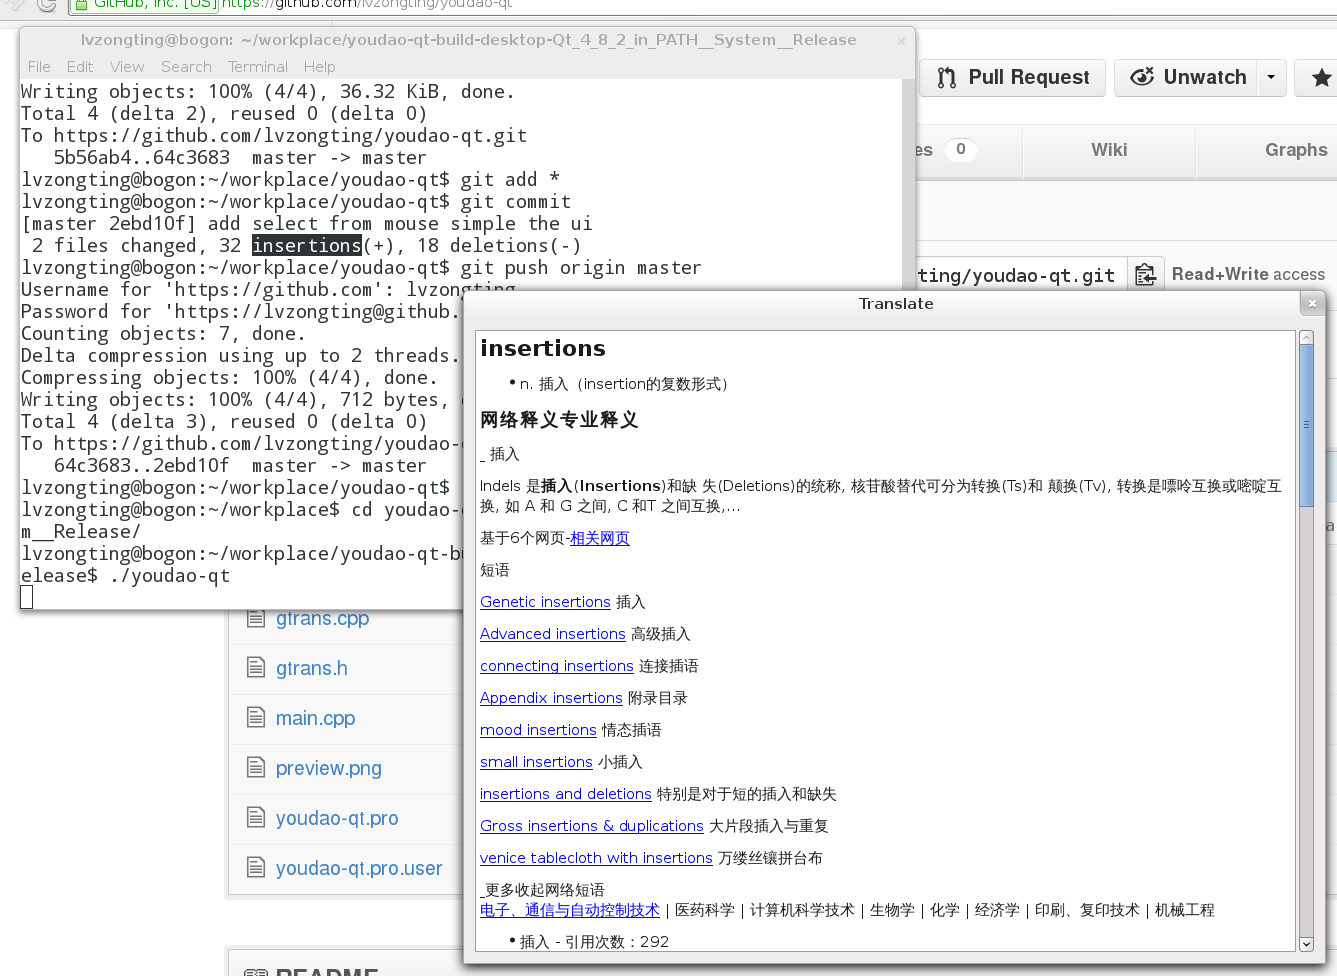 GitHub, Inc. [US] https://github.com/lvzongting/youdao-qt
lvzongting@bogon: ~/workplace/youdao-qt-build-desktop-Qt_4_8_2_in_PATH__System__Release
File Edit View Search Terminal Help
Writing objects: 100% (4/4), 36.32 KiB, done.
Total 4 (delta 2), reused 0 (delta 0)
To https://github.com/lvzongting/youdao-qt.git
5b56ab4..64c3683 master -> master
lvzongting@bogon:~/workplace/youdao-qt$ git add *
lvzongting@bogon:~/workplace/youdao-qt$ git commit
[master 2ebd10f] add select from mouse simple the ui
2 files changed, 32 insertions(+), 18 deletions(-)
lvzongting@bogon:~/workplace/youdao-qt$ git push origin master
Username for 'https://github.com': lvzongting
Password for 'https://lvzongting@github.
Counting objects: 7, done.
Delta compression using up to 2 threads.
Compressing objects: 100% (4/4), done.
Writing objects: 100% (4/4), 712 bytes,
Total 4 (delta 3), reused 0 (delta 0)
To https://github.com/lvzongting/youdao-
64c3683..2ebd10f master -> master
lvzongting@bogon:~/workplace/youdao-qt$
lvzongting@bogon:~/workplace$ cd youdao-
m__Release/
lvzongting@bogon:~/workplace/youdao-qt-bu
elease$ ./youdao-qt
Pull Request
Unwatch
es 0
Wiki
Graphs
ting/youdao-qt.git
Read+Write access
gtrans.cpp
gtrans.h
main.cpp
preview.png
youdao-qt.pro
youdao-qt.pro.user
README
Translate
insertions
• n. 插入（insertion的复数形式）
网络释义专业释义
_ 插入
Indels 是插入(Insertions)和缺 失(Deletions)的统称, 核苷酸替代可分为转换(Ts)和 颠换(Tv), 转换是嘌呤互换或嘧啶互
换, 如 A 和 G 之间, C 和T 之间互换,...
基于6个网页-相关网页
短语
Genetic insertions 插入
Advanced insertions 高级插入
connecting insertions 连接插语
Appendix insertions 附录目录
mood insertions 情态插语
small insertions 小插入
insertions and deletions 特别是对于短的插入和缺失
Gross insertions & duplications 大片段插入与重复
venice tablecloth with insertions 万缕丝镶拼台布
_更多收起网络短语
电子、通信与自动控制技术 | 医药科学 | 计算机科学技术 | 生物学 | 化学 | 经济学 | 印刷、复印技术 | 机械工程
• 插入 - 引用次数：292